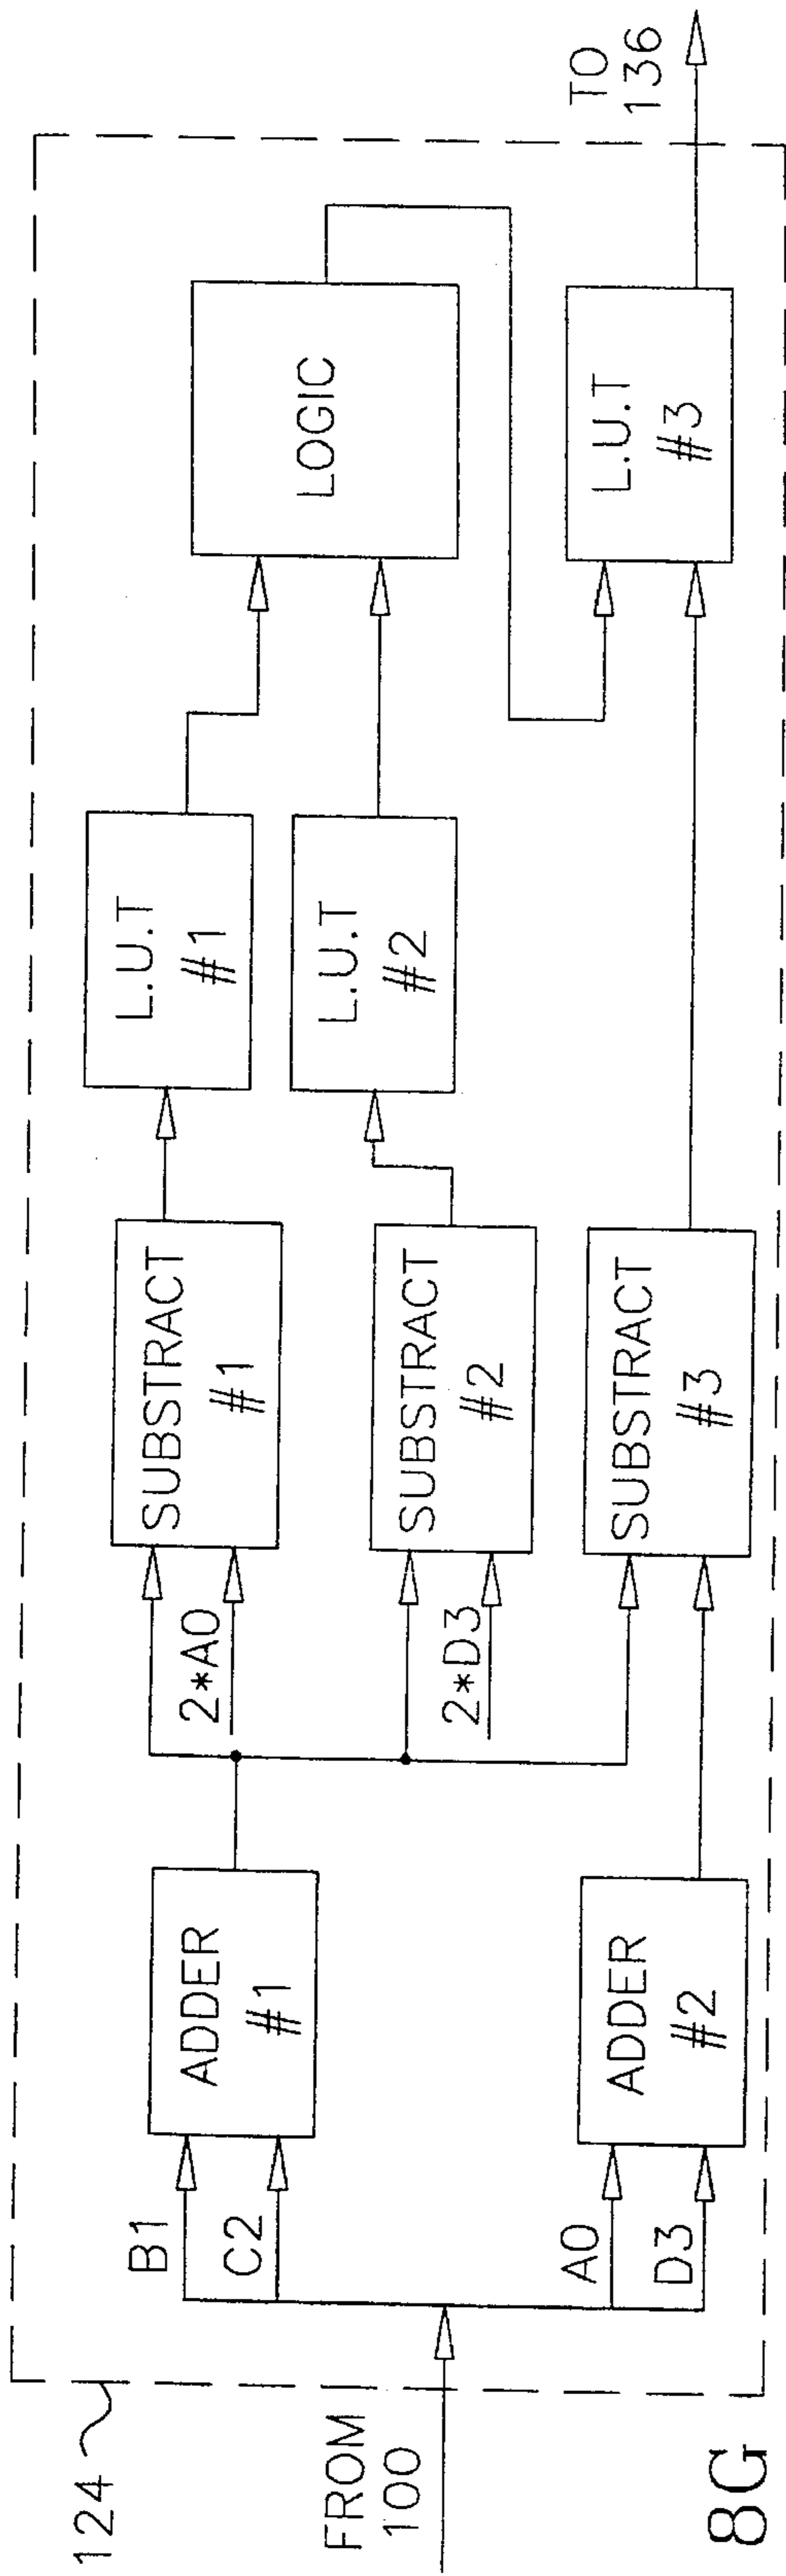 124
FROM
100
B1
C2
A0
D3
ADDER
#1
ADDER
#2
2*A0
2*D3
SUBSTRACT
#1
SUBSTRACT
#2
SUBSTRACT
#3
L.U.T
#1
L.U.T
#2
LOGIC
L.U.T
#3
TO
136
8G